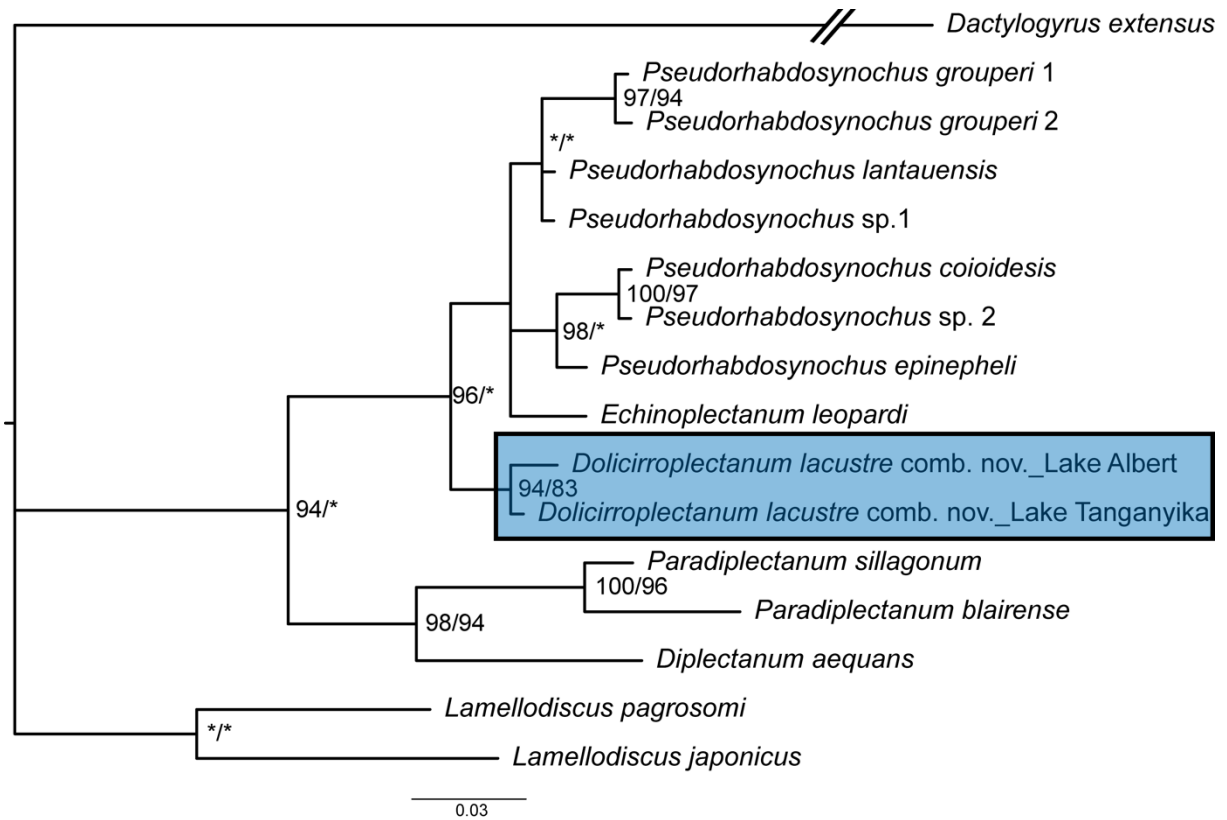 Dactylogyrus extensus
Pseudorhabdosynochus grouperi 1
97/94
Pseudorhabdosynochus grouperi 2
*/*
Pseudorhabdosynochus lantauensis
Pseudorhabdosynochus sp.1
Pseudorhabdosynochus coioidesis
100/97
Pseudorhabdosynochus sp. 2
98/*
Pseudorhabdosynochus epinepheli
96/*
Echinoplectanum leopardi
Dolicirroplectanum lacustre comb. nov._Lake Albert
94/83
Dolicirroplectanum lacustre comb. nov._Lake Tanganyika
94/*
Paradiplectanum sillagonum
100/96
Paradiplectanum blairense
98/94
Diplectanum aequans
Lamellodiscus pagrosomi
*/*
Lamellodiscus japonicus
0.03